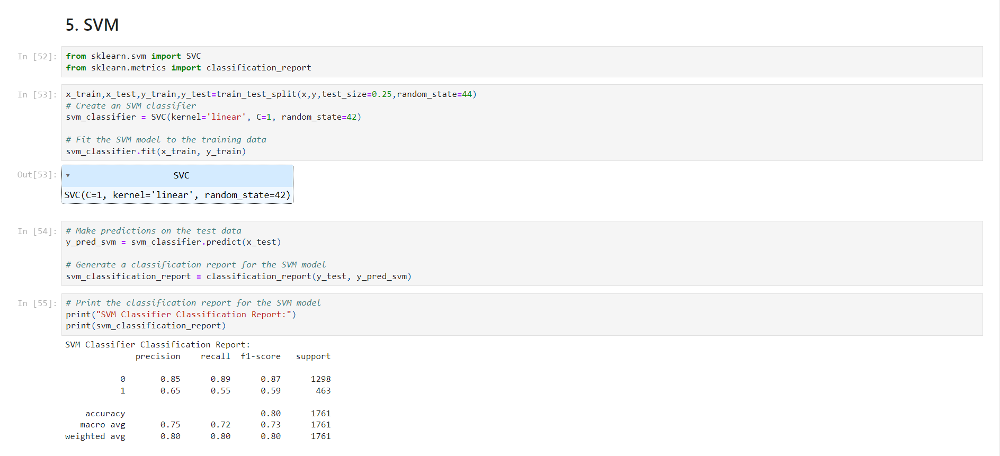 5. SVM
In [52]:
from sklearn.svm import SVC
from sklearn.metrics import classification_report
In [53]:
x_train,x_test,y_train,y_test=train_test_split(x,y,test_size=0.25,random_state=44)
# Create an SVM classifier
svm_classifier = SVC(kernel='linear', C=1, random_state=42)
# Fit the SVM model to the training data
svm_classifier.fit(x_train, y_train)
Out[53]:
▾ SVC
SVC(C=1, kernel='linear', random_state=42)
In [54]:
# Make predictions on the test data
y_pred_svm = svm_classifier.predict(x_test)
# Generate a classification report for the SVM model
svm_classification_report = classification_report(y_test, y_pred_svm)
In [55]:
# Print the classification report for the SVM model
print("SVM Classifier Classification Report:")
print(svm_classification_report)
SVM Classifier Classification Report:
precision recall f1-score support
0 0.85 0.89 0.87 1298
1 0.65 0.55 0.59 463
accuracy 0.80 1761
macro avg 0.75 0.72 0.73 1761
weighted avg 0.80 0.80 0.80 1761